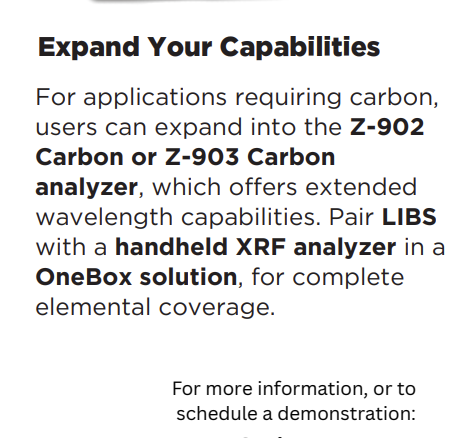 Expand Your Capabilities
For applications requiring carbon,
users can expand into the Z-902
Carbon or Z-903 Carbon
analyzer, which offers extended
wavelength capabilities. Pair LIBS
with a handheld XRF analyzer in a
OneBox solution, for complete
elemental coverage.
For more information, or to
schedule a demonstration: